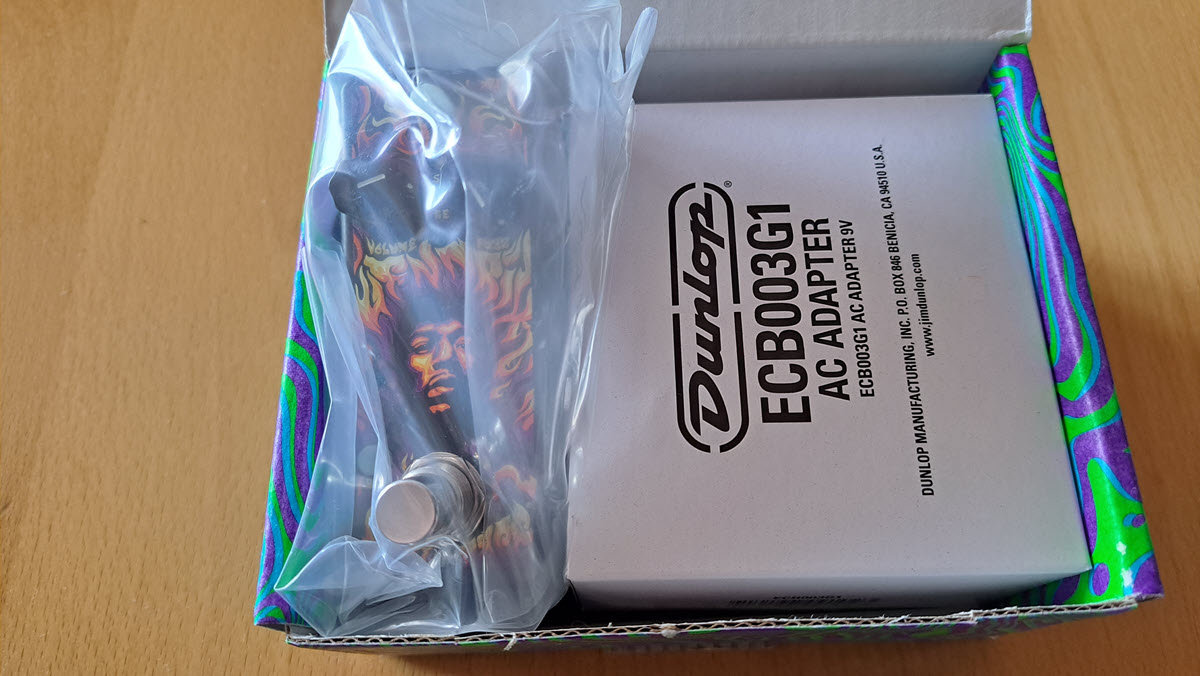 VOLUME
Dunlop®
ECB003G1
AC ADAPTER
ECB003G1 AC ADAPTER 9V
DUNLOP MANUFACTURING, INC. P.O. BOX 846 BENICIA, CA 94510 U.S.A.
www.jimdunlop.com
ECB003G1